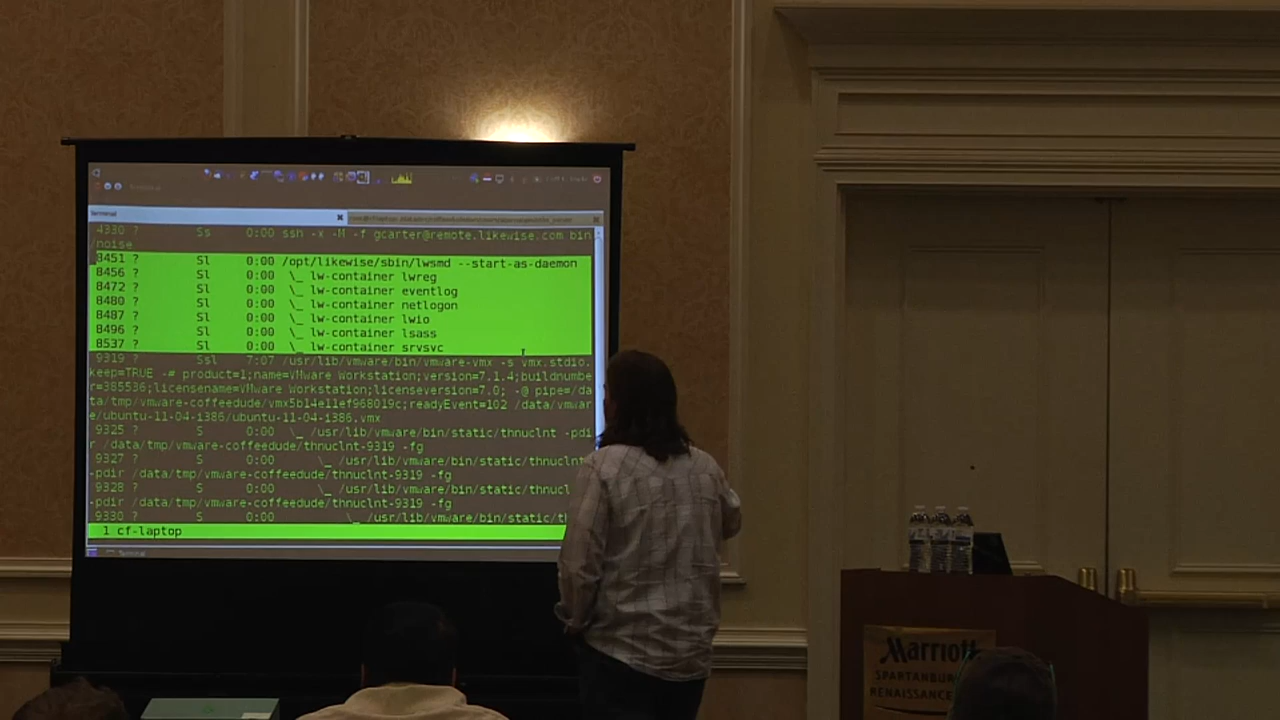 Terminal
4330 ? Ss 0:00 ssh -x -M -f gcarter@remote.likewise.com bin
/noise
8451 ? Sl 0:00 /opt/likewise/sbin/lwsmd --start-as-daemon
8456 ? Sl 0:00 \_ lw-container lwreg
8472 ? Sl 0:00 \_ lw-container eventlog
8480 ? Sl 0:00 \_ lw-container netlogon
8487 ? Sl 0:00 \_ lw-container lwio
8496 ? Sl 0:00 \_ lw-container lsass
8537 ? Sl 0:00 \_ lw-container srvsvc
9319 ? Ssl 7:07 /usr/lib/vmware/bin/vmware-vmx -s vmx.stdio.
keep=TRUE -# product=1;name=VMware Workstation;version=7.1.4;buildnumbe
r=385536;licensename=VMware Workstation;licenseversion=7.0; -@ pipe=/da
ta/tmp/vmware-coffeedude/vmx5b14e11ef968019c;readyEvent=102 /data/vmwar
e/ubuntu-11-04-i386/ubuntu-11-04-i386.vmx
9325 ? S 0:00 \_ /usr/lib/vmware/bin/static/thnuclnt -pdi
r /data/tmp/vmware-coffeedude/thnuclnt-9319 -fg
9327 ? S 0:00 \_ /usr/lib/vmware/bin/static/thnuclnt
-pdir /data/tmp/vmware-coffeedude/thnuclnt-9319 -fg
9328 ? S 0:00 \_ /usr/lib/vmware/bin/static/thnucl
-pdir /data/tmp/vmware-coffeedude/thnuclnt-9319 -fg
9330 ? S 0:00 \_ /usr/lib/vmware/bin/static/th
1 cf-laptop
Terminal
Marriott
SPARTANBUR
RENAISSANCE